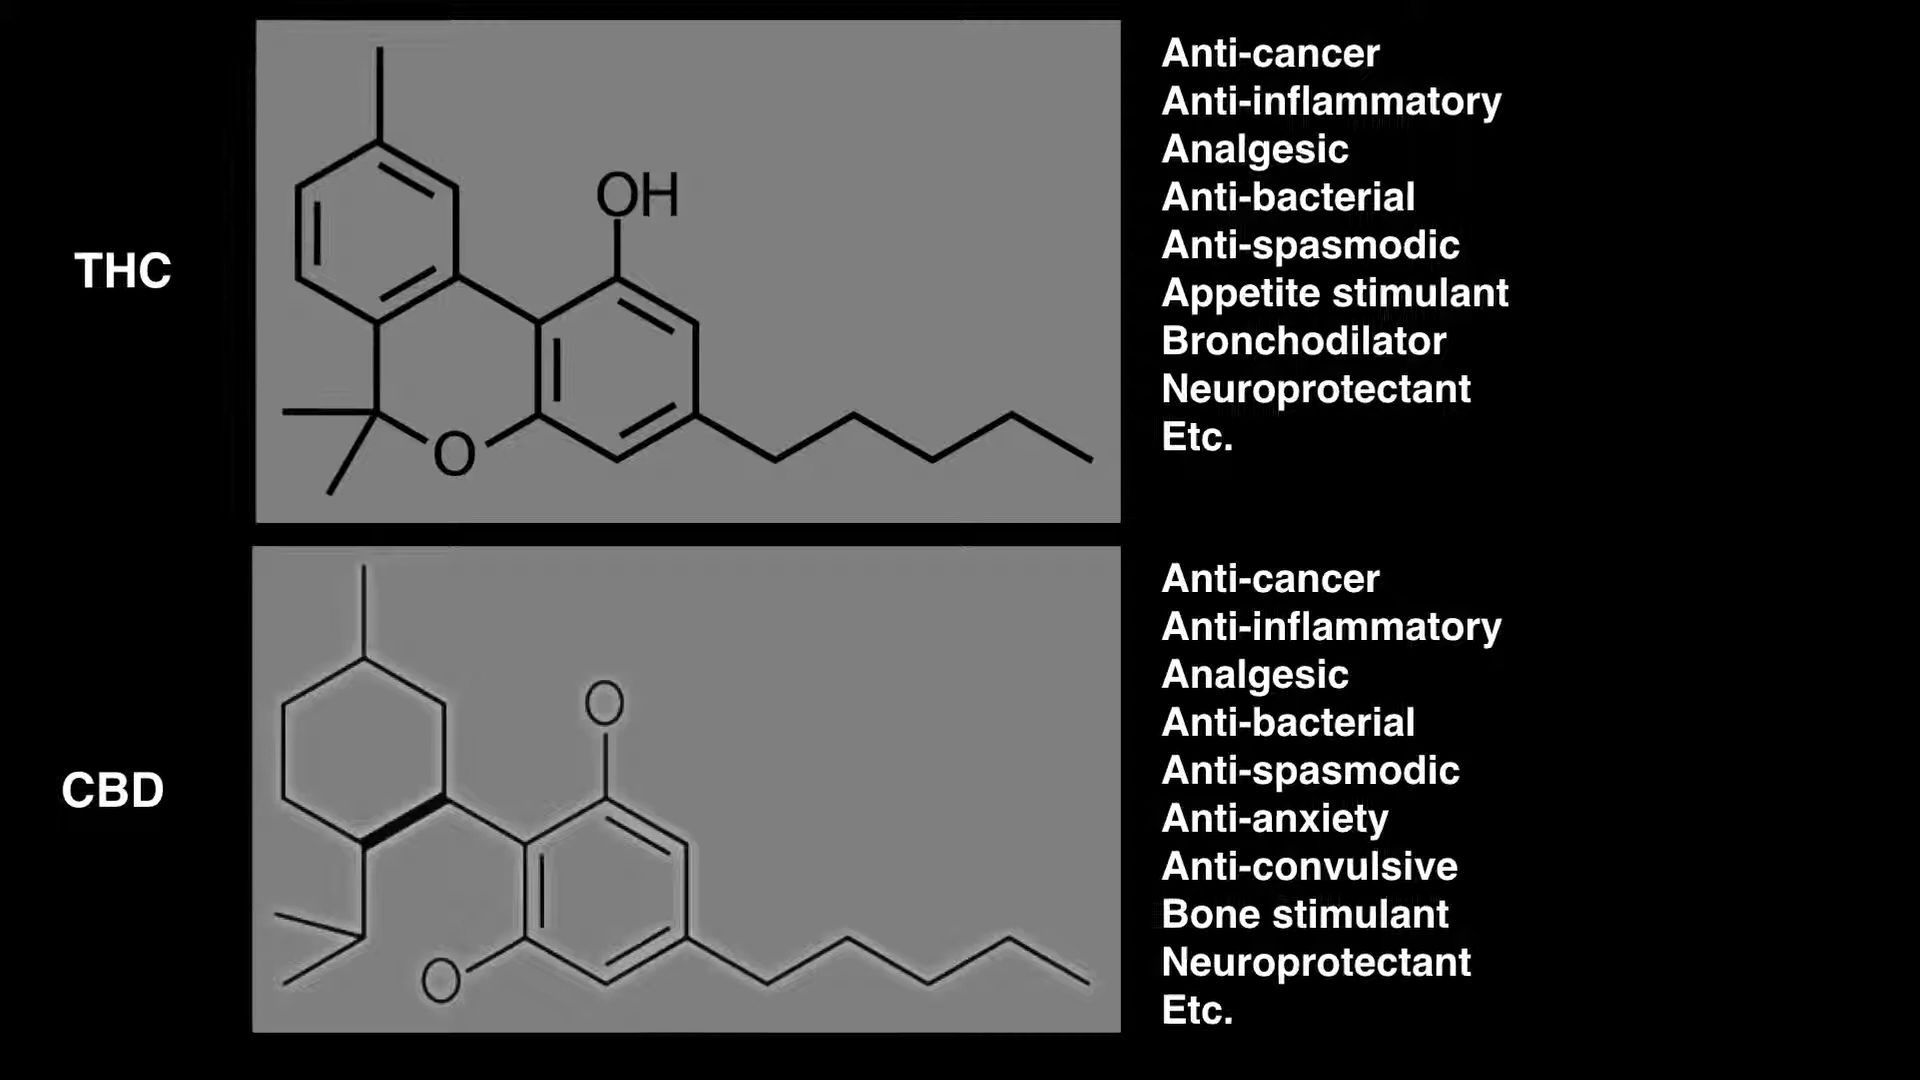 THC
OH
O
Anti-cancer
Anti-inflammatory
Analgesic
Anti-bacterial
Anti-spasmodic
Appetite stimulant
Bronchodilator
Neuroprotectant
Etc.
CBD
O
O
Anti-cancer
Anti-inflammatory
Analgesic
Anti-bacterial
Anti-spasmodic
Anti-anxiety
Anti-convulsive
Bone stimulant
Neuroprotectant
Etc.